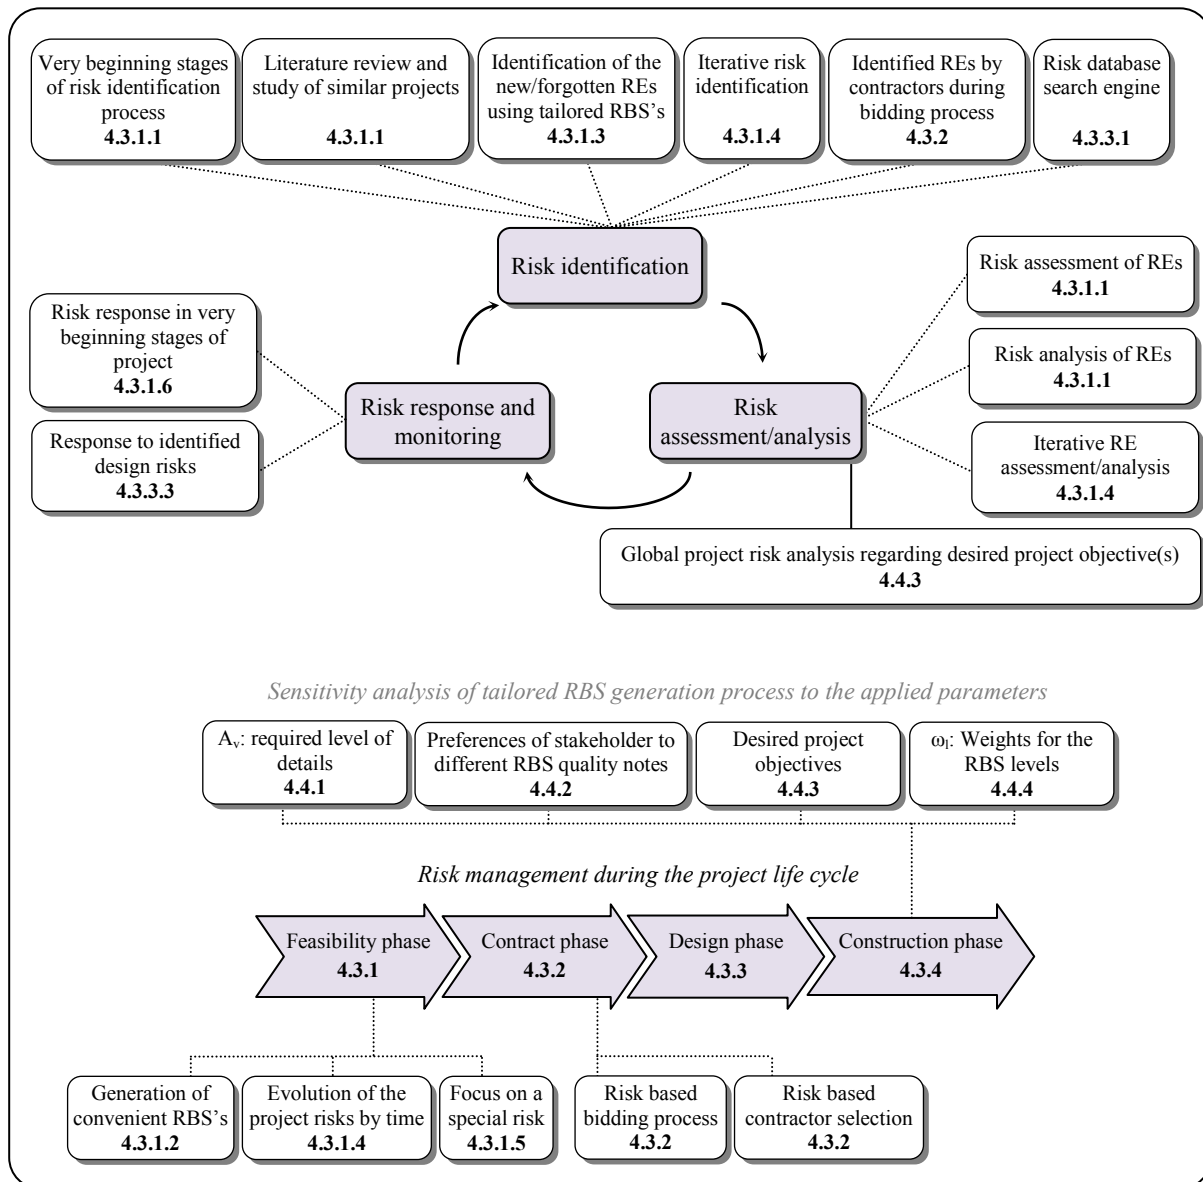 Very beginning stages
of risk identification
process
4.3.1.1
Literature review and
study of similar projects
4.3.1.1
Identification of the
new/forgotten REs
using tailored RBS's
4.3.1.3
Iterative risk
identification
4.3.1.4
Identified REs by
contractors during
bidding process
4.3.2
Risk database
search engine
4.3.3.1
Risk identification
Risk response in very
beginning stages of
project
4.3.1.6
Response to identified
design risks
4.3.3.3
Risk response and
monitoring
Risk
assessment/analysis
Risk assessment of REs
4.3.1.1
Risk analysis of REs
4.3.1.1
Iterative RE
assessment/analysis
4.3.1.4
Global project risk analysis regarding desired project objective(s)
4.4.3
Sensitivity analysis of tailored RBS generation process to the applied parameters
Aᵥ: required level of
details
4.4.1
Preferences of stakeholder to
different RBS quality notes
4.4.2
Desired project
objectives
4.4.3
ωₗ: Weights for the
RBS levels
4.4.4
Risk management during the project life cycle
Feasibility phase
4.3.1
Contract phase
4.3.2
Design phase
4.3.3
Construction phase
4.3.4
Generation of
convenient RBS's
4.3.1.2
Evolution of the
project risks by time
4.3.1.4
Focus on a
special risk
4.3.1.5
Risk based
bidding process
4.3.2
Risk based
contractor selection
4.3.2